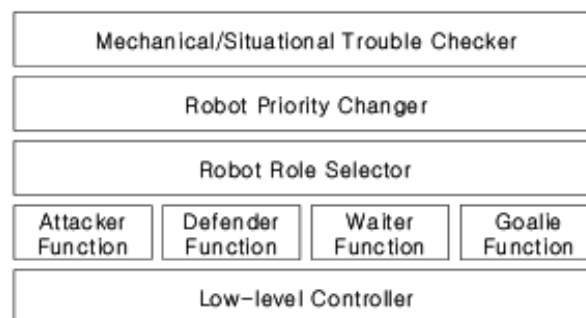 Mechanical/Situational Trouble Checker
Robot Priority Changer
Robot Role Selector
Attacker Function
Defender Function
Waiter Function
Goalie Function
Low-level Controller